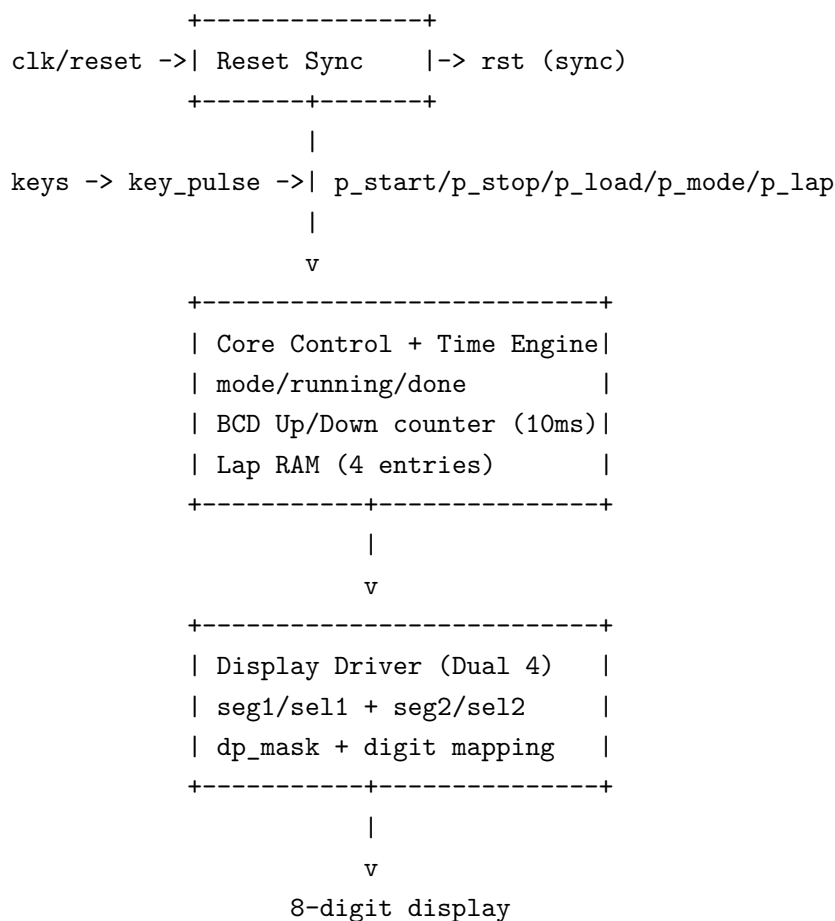 +---------------+
clk/reset ->| Reset Sync    |-> rst (sync)
+-------+-------+
|
keys -> key_pulse ->| p_start/p_stop/p_load/p_mode/p_lap
|
v
+---------------------------+
| Core Control + Time Engine|
| mode/running/done         |
| BCD Up/Down counter (10ms)|
| Lap RAM (4 entries)       |
+-----------+---------------+
|
v
+---------------------------+
| Display Driver (Dual 4)   |
| seg1/sel1 + seg2/sel2     |
| dp_mask + digit mapping   |
+-----------+---------------+
|
v
8-digit display